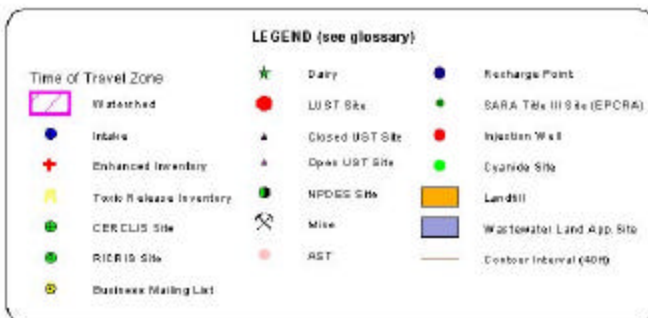 LEGEND (see glossary)
Time of Travel Zone
Watershed
Intake
Enhanced Inventory
Toxic Release Inventory
CERCLIS Site
RICRIS Site
Business Mailing List
Dairy
LUST Site
Closed UST Site
Open UST Site
NPDES Site
Mine
AST
Recharge Point
SARA Title III Site (EPCRA)
Injection Well
Cyanide Site
Landfill
Wastewater Land App. Site
Contour Interval (40ft)